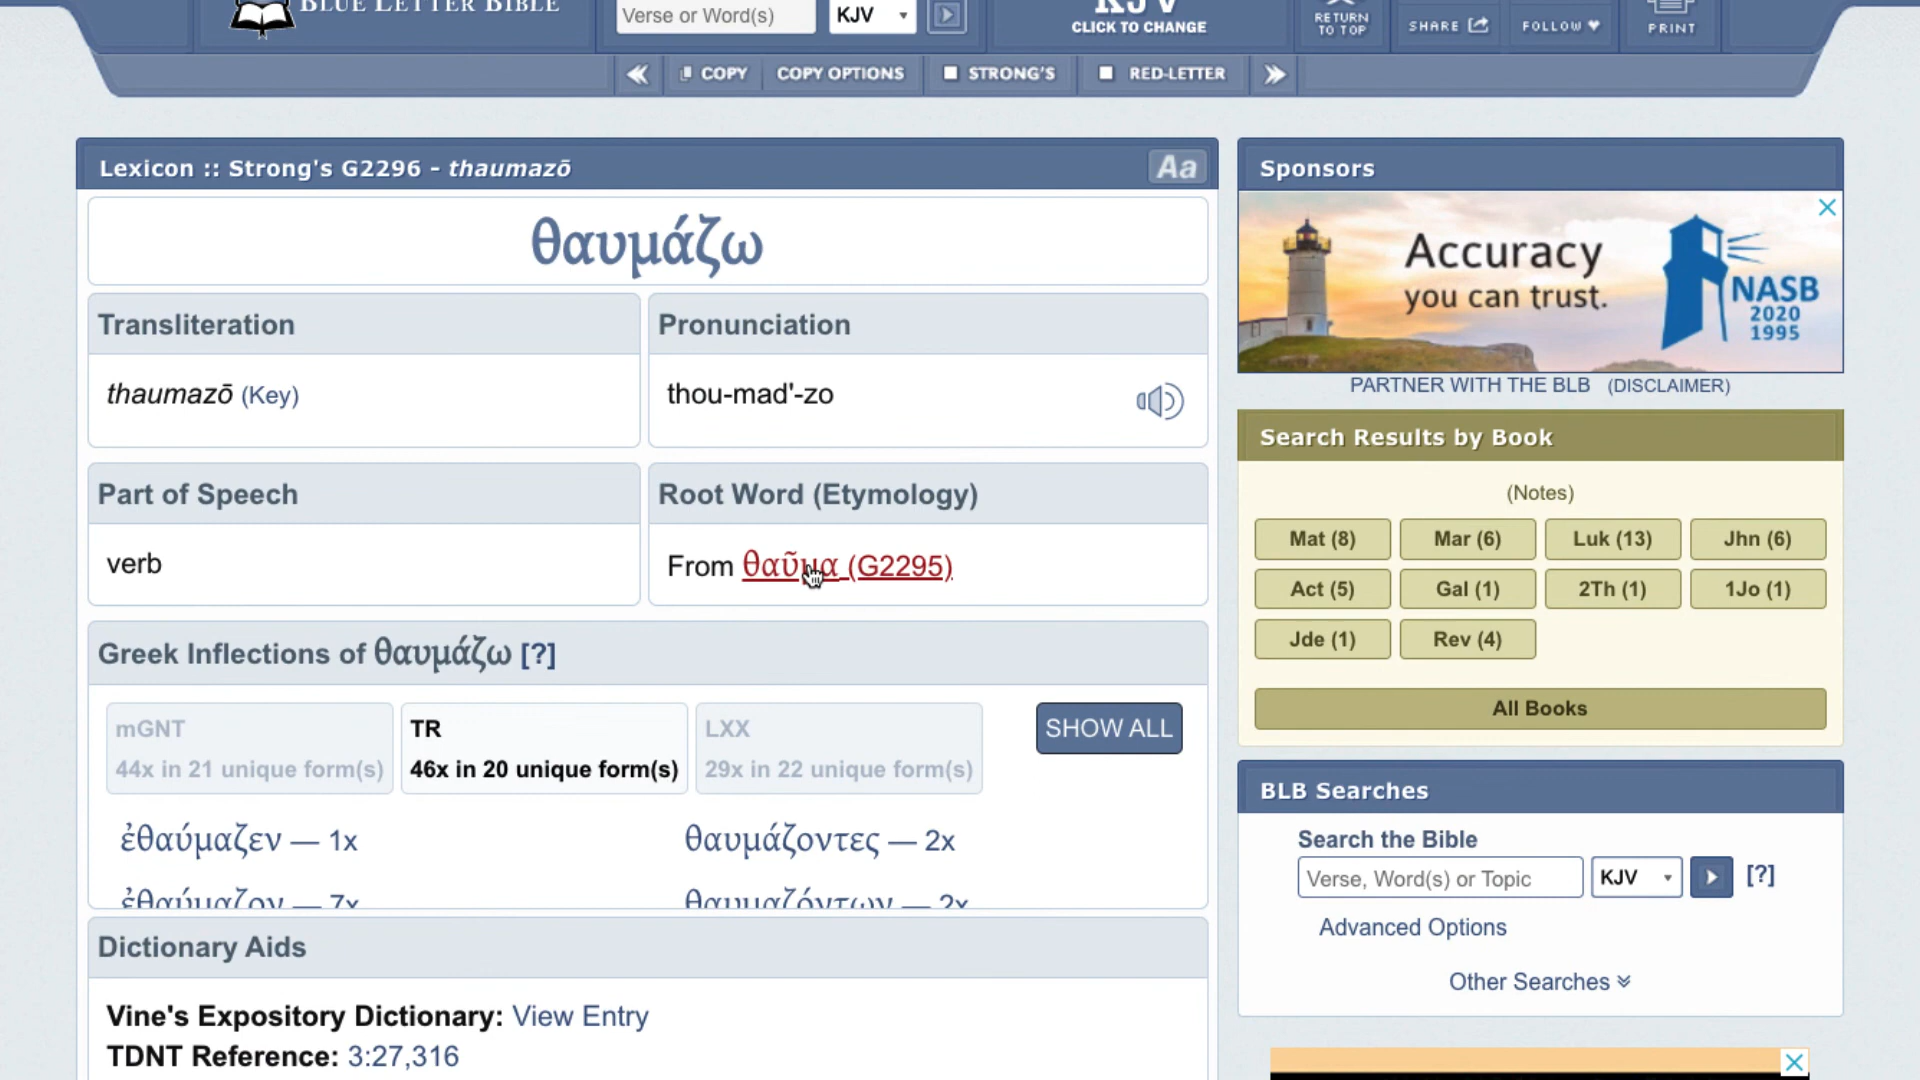 BLUE LETTER BIBLE
Verse or Word(s)
KJV
KJV
CLICK TO CHANGE
RETURN
TO TOP
SHARE
FOLLOW
PRINT
COPY
COPY OPTIONS
STRONG'S
RED-LETTER
Lexicon :: Strong's G2296 - thaumazō
Aa
θαυμάζω
Transliteration
Pronunciation
thaumazō (Key)
thou-mad'-zo
Part of Speech
Root Word (Etymology)
verb
From θαῦμα (G2295)
Greek Inflections of θαυμάζω [?]
mGNT
44x in 21 unique form(s)
TR
46x in 20 unique form(s)
LXX
29x in 22 unique form(s)
SHOW ALL
ἐθαύμαζεν — 1x
θαυμάζοντες — 2x
ἐθαύμαζον — 7x
θαυμαζόντων — 2x
Dictionary Aids
Vine's Expository Dictionary: View Entry
TDNT Reference: 3:27,316
Sponsors
Accuracy
you can trust.
NASB
2020
1995
PARTNER WITH THE BLB (DISCLAIMER)
Search Results by Book
(Notes)
Mat (8)
Mar (6)
Luk (13)
Jhn (6)
Act (5)
Gal (1)
2Th (1)
1Jo (1)
Jde (1)
Rev (4)
All Books
BLB Searches
Search the Bible
Verse, Word(s) or Topic
KJV
[?]
Advanced Options
Other Searches